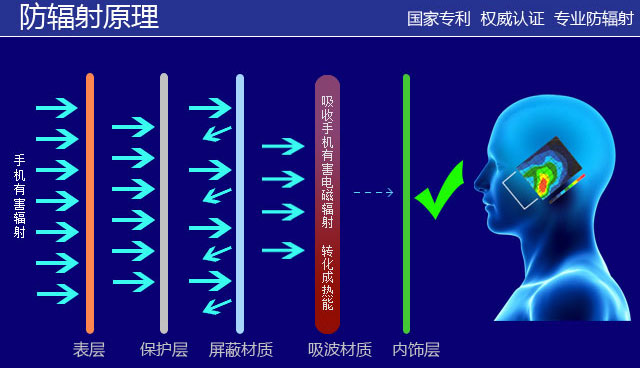 防辐射原理
国家专利 权威认证 专业防辐射
手机有害辐射
吸收手机有害电磁辐射 转化成热能
表层
保护层
屏蔽材质
吸波材质
内饰层